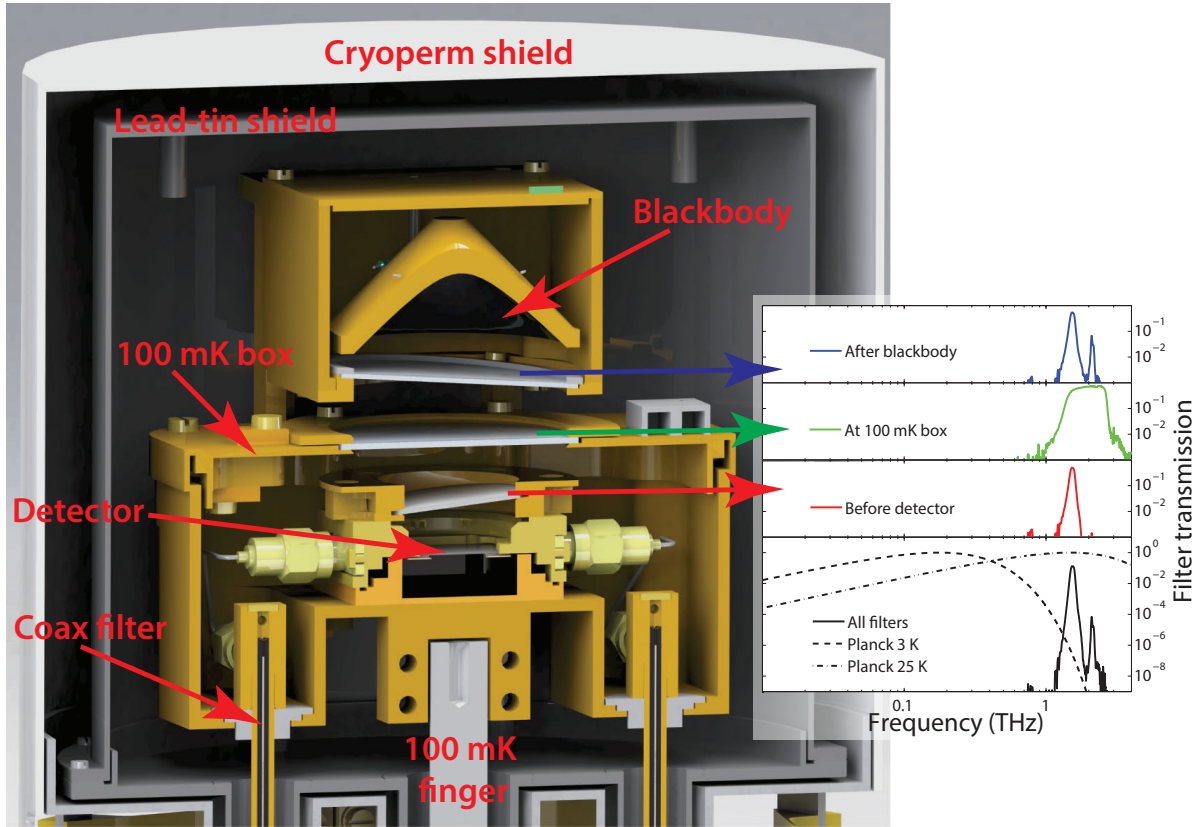 Cryoperm shield
Lead-tin shield
Blackbody
100 mK box
Detector
Coax filter
100 mK
finger
After blackbody
10⁻¹
10⁻²
At 100 mK box
10⁻¹
10⁻²
Before detector
10⁻¹
10⁻²
All filters
Planck 3 K
Planck 25 K
10⁰
10⁻²
10⁻⁴
10⁻⁶
10⁻⁸
0.1
1
Frequency (THz)
Filter transmission